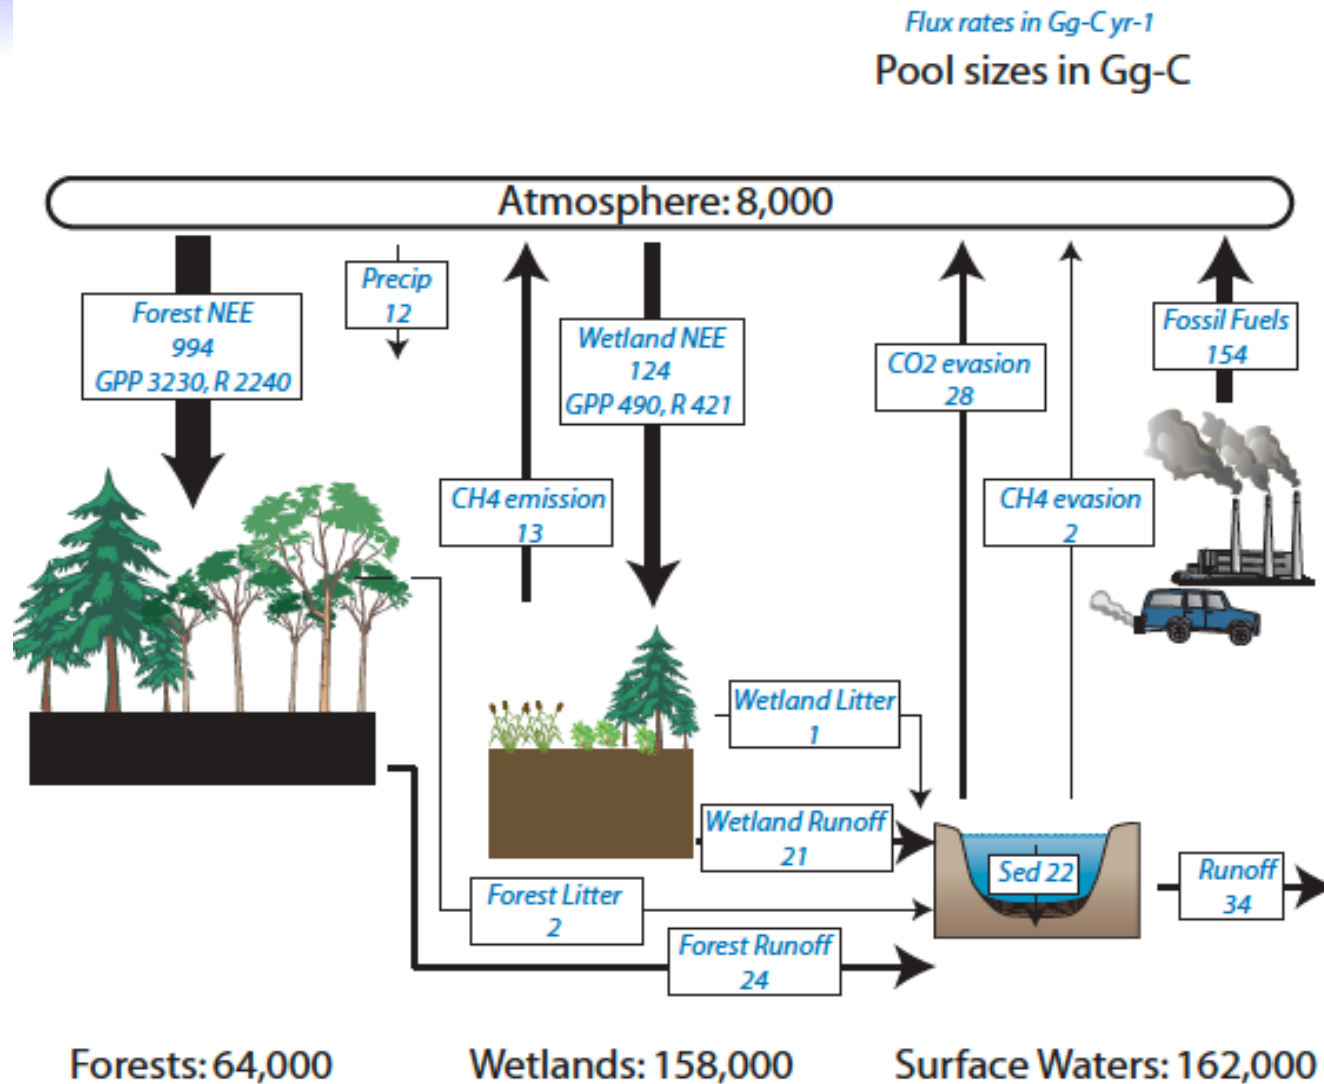 Flux rates in Gg-C yr-1
Pool sizes in Gg-C
Atmosphere: 8,000
Forest NEE
994
GPP 3230, R 2240
Precip
12
Wetland NEE
124
GPP 490, R 421
CO2 evasion
28
Fossil Fuels
154
CH4 emission
13
CH4 evasion
2
Wetland Litter
1
Wetland Runoff
21
Sed 22
Runoff
34
Forest Litter
2
Forest Runoff
24
Forests: 64,000
Wetlands: 158,000
Surface Waters: 162,000